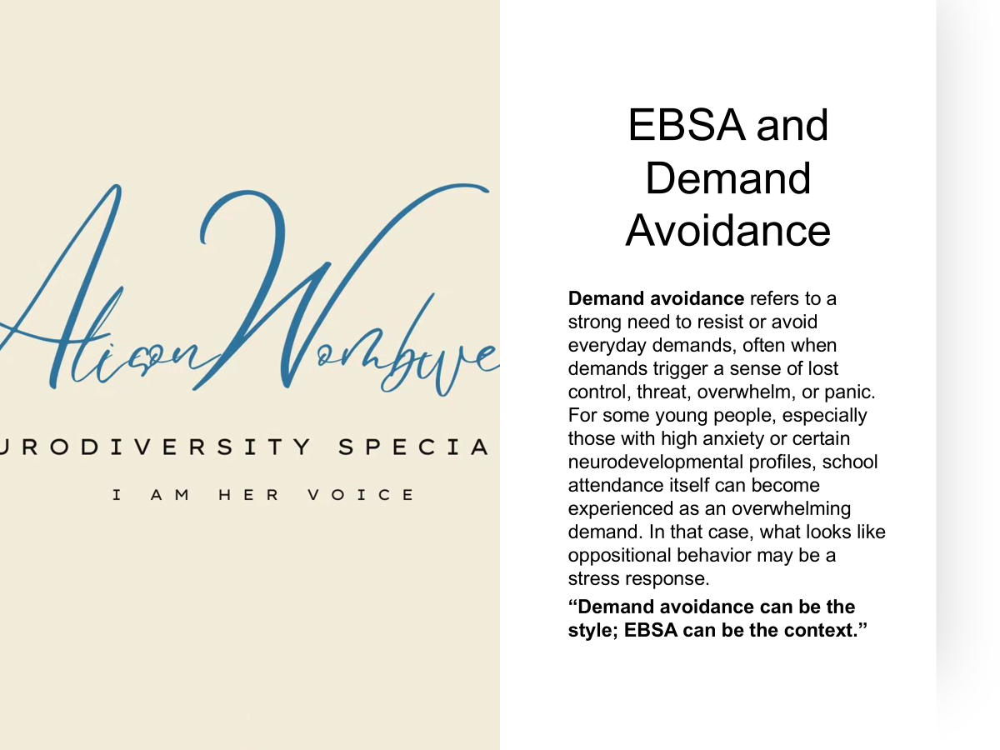 Alison Wombwe
URODIVERSITY SPECIA
I AM HER VOICE
EBSA and
Demand
Avoidance
Demand avoidance refers to a
strong need to resist or avoid
everyday demands, often when
demands trigger a sense of lost
control, threat, overwhelm, or panic.
For some young people, especially
those with high anxiety or certain
neurodevelopmental profiles, school
attendance itself can become
experienced as an overwhelming
demand. In that case, what looks like
oppositional behavior may be a
stress response.
“Demand avoidance can be the
style; EBSA can be the context.”